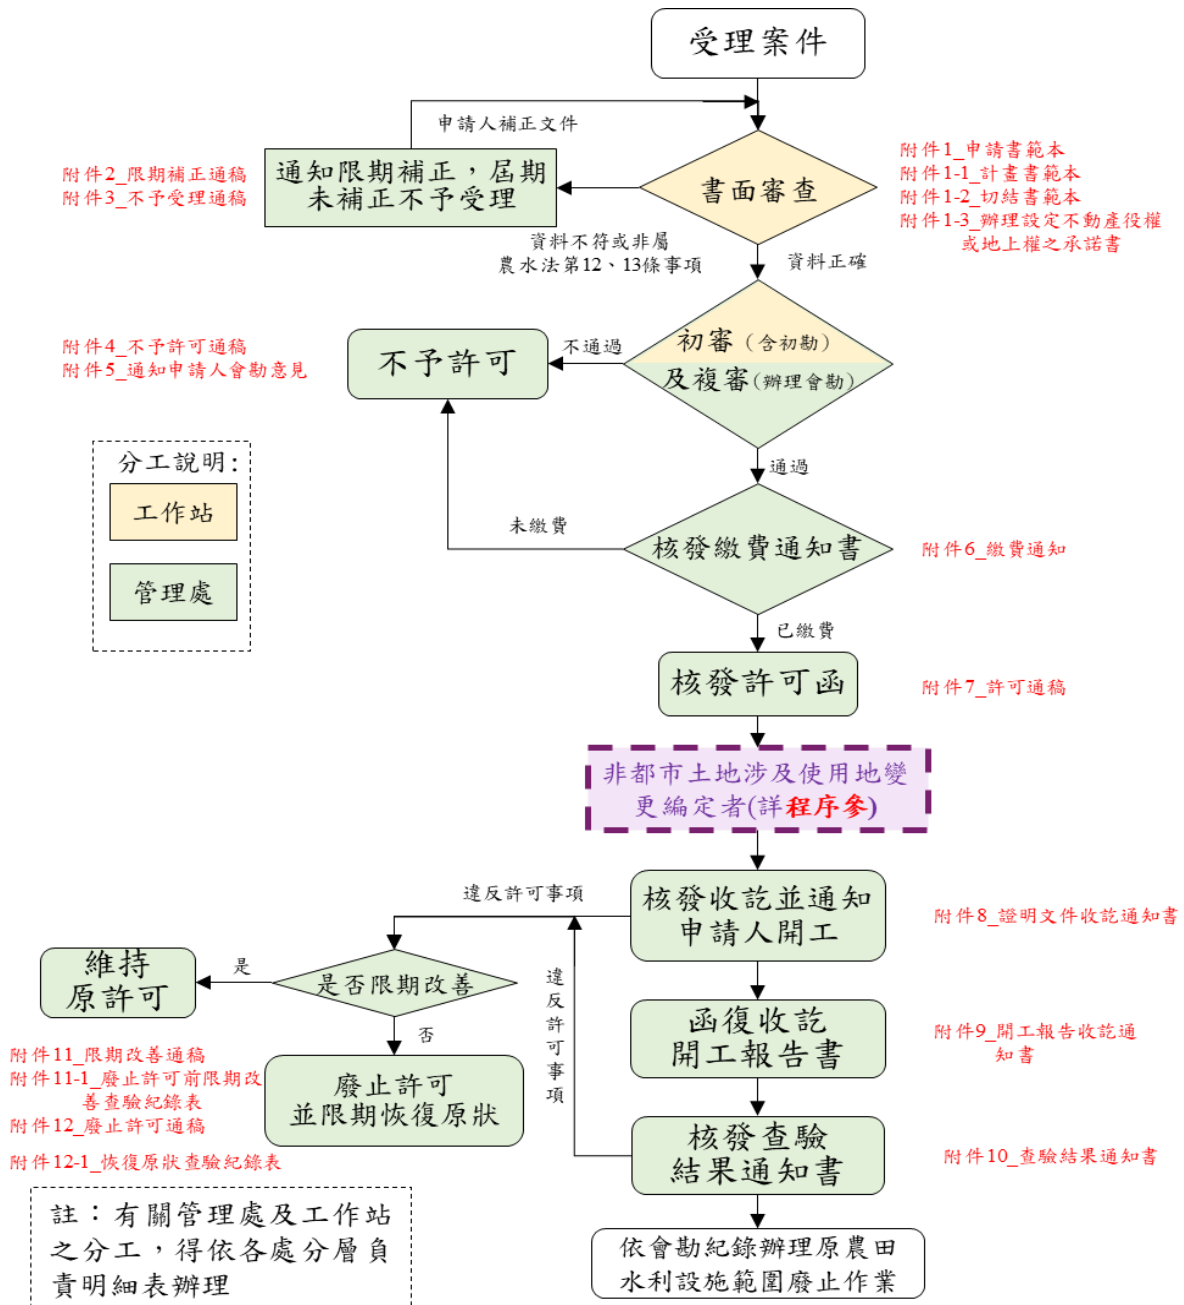 受理案件
申請人補正文件
附件2_限期補正通稿
附件3_不予受理通稿
通知限期補正，屆期
未補正不予受理
書面審查
附件1_申請書範本
附件1-1_計畫書範本
附件1-2_切結書範本
附件1-3_辦理設定不動產役權
或地上權之承諾書
資料不符或非屬
農水法第12、13條事項
資料正確
附件4_不予許可通稿
附件5_通知申請人會勘意見
不予許可
不通過
初審（含初勘）
及複審(辦理會勘)
通過
分工說明:
工作站
管理處
未繳費
核發繳費通知書
附件6_繳費通知
已繳費
核發許可函
附件7_許可通稿
非都市土地涉及使用地變
更編定者(詳程序參)
違反許可事項
核發收訖並通知
申請人開工
附件8_證明文件收訖通知書
維持
原許可
是
是否限期改善
違反許可事項
否
函復收訖
開工報告書
附件9_開工報告收訖通
知書
附件11_限期改善通稿
附件11-1_廢止許可前限期改
善查驗紀錄表
附件12_廢止許可通稿
附件12-1_恢復原狀查驗紀錄表
廢止許可
並限期恢復原狀
核發查驗
結果通知書
附件10_查驗結果通知書
註：有關管理處及工作站
之分工，得依各處分層負
責明細表辦理
依會勘紀錄辦理原農田
水利設施範圍廢止作業